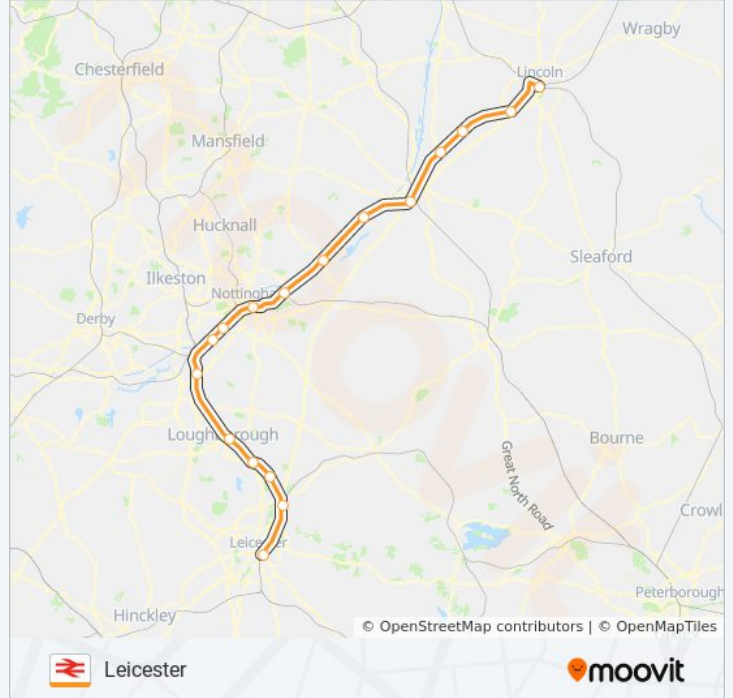 Wragby
Lincoln
Chesterfield
Mansfield
Hucknall
Sleaford
Ilkeston
Nottingham
Derby
Loughborough
Bourne
Great North Road
Crowl
Leicester
Peterborough
Hinckley
© OpenStreetMap contributors | © OpenMapTiles
Leicester
moovit